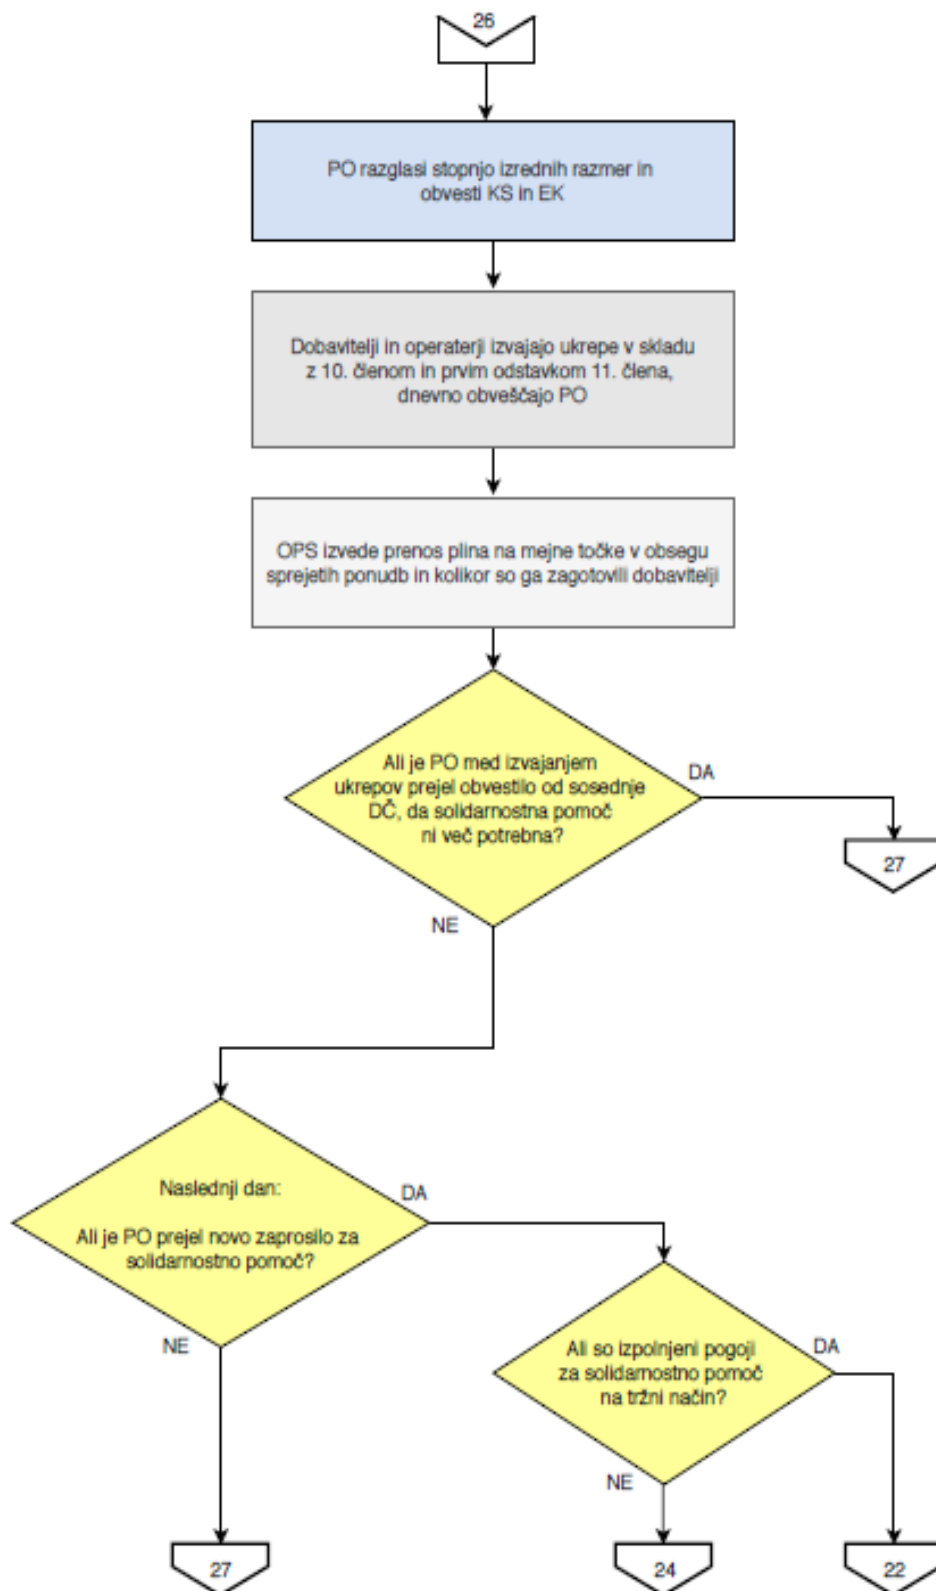 26
PO razglasi stopnjo izrednih razmer in
obvesti KS in EK
Dobavitelji in operaterji izvajajo ukrepe v skladu
z 10. členom in prvim odstavkom 11. člena,
dnevno obveščajo PO
OPS izvede prenos plina na mejne točke v obsegu
sprejetih ponudb in kolikor so ga zagotovili dobavitelji
Ali je PO med izvajanjem
ukrepov prejel obvestilo od sosednje
DČ, da solidarnostna pomoč
ni več potrebna?
DA
27
NE
Naslednji dan:
Ali je PO prejel novo zaprosilo za
solidarnostno pomoč?
DA
NE
Ali so izpolnjeni pogoji
za solidarnostno pomoč
na tržni način?
DA
NE
27
24
22